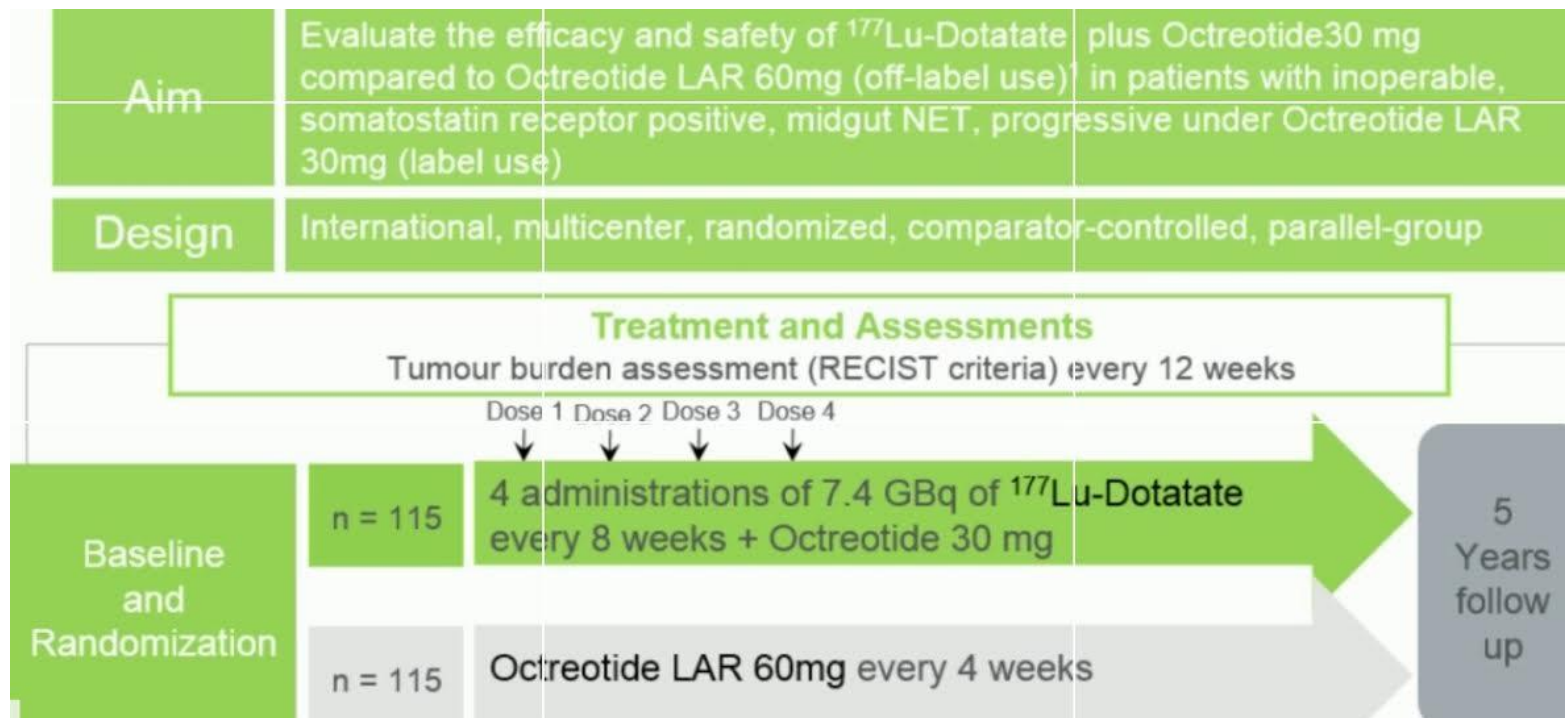 Aim
Evaluate the efficacy and safety of ¹⁷⁷Lu-Dotatate plus Octreotide30 mg
compared to Octreotide LAR 60mg (off-label use)¹ in patients with inoperable,
somatostatin receptor positive, midgut NET, progressive under Octreotide LAR
30mg (label use)
Design
International, multicenter, randomized, comparator-controlled, parallel-group
Treatment and Assessments
Tumour burden assessment (RECIST criteria) every 12 weeks
Dose 1 Dose 2 Dose 3 Dose 4
Baseline
and
Randomization
n = 115
4 administrations of 7.4 GBq of ¹⁷⁷Lu-Dotatate
every 8 weeks + Octreotide 30 mg
n = 115
Octreotide LAR 60mg every 4 weeks
5
Years
follow
up